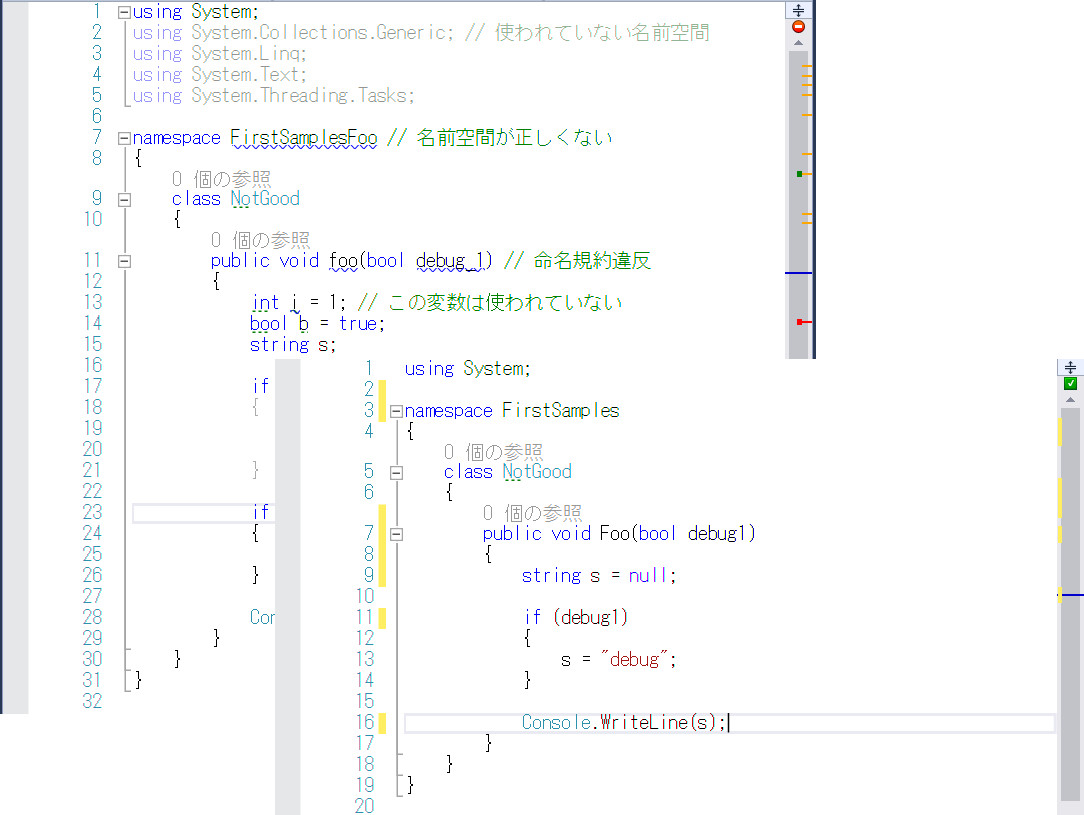 1 using System;
2 using System.Collections.Generic; // 使われていない名前空間
3 using System.Linq;
4 using System.Text;
5 using System.Threading.Tasks;
6
7 namespace FirstSamplesFoo // 名前空間が正しくない
8 {
0 個の参照
9 class NotGood
10 {
0 個の参照
11 public void foo(bool debug_1) // 命名規約違反
12 {
13 int i = 1; // この変数は使われていない
14 bool b = true;
15 string s;
16
17 if
18 {
19
20
21 }
22
23 if
24 {
25
26 }
27
28 Con
29 }
30 }
31 }
32
1 using System;
2
3 namespace FirstSamples
4 {
0 個の参照
5 class NotGood
6 {
0 個の参照
7 public void Foo(bool debug1)
8 {
9 string s = null;
10
11 if (debug1)
12 {
13 s = "debug";
14 }
15
16 Console.WriteLine(s);
17 }
18 }
19 }
20